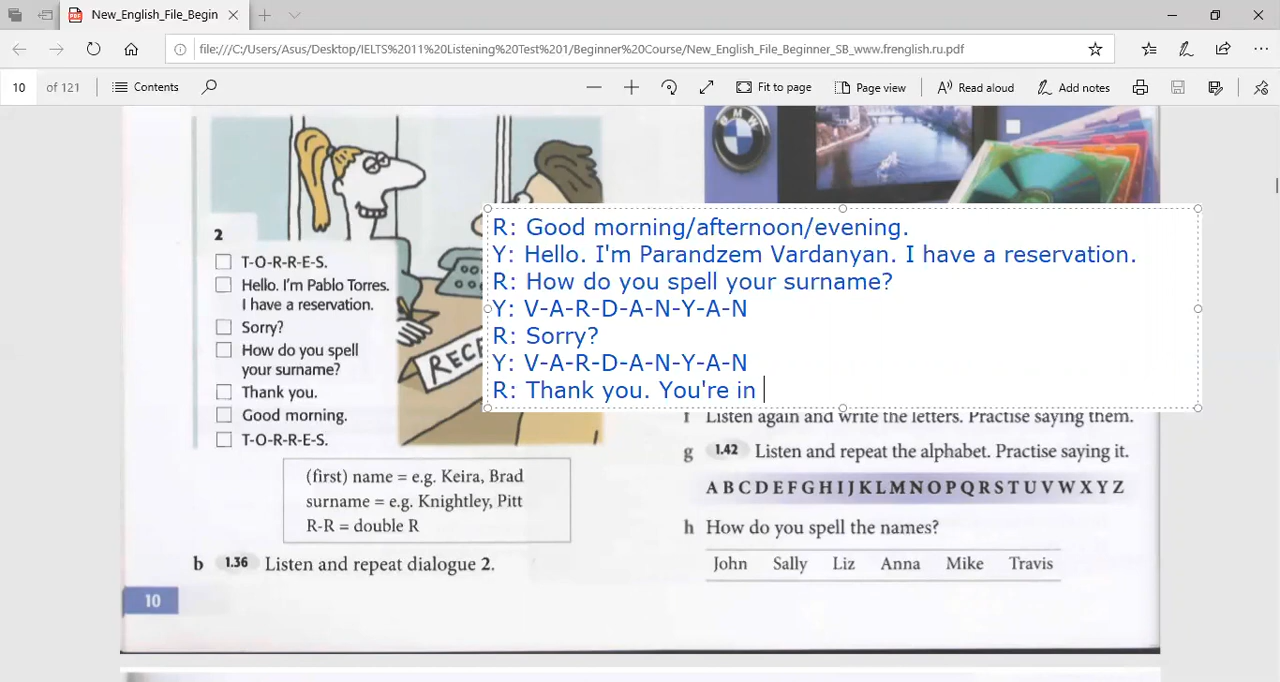 New_English_File_Begin
file:///C:/Users/Asus/Desktop/IELTS%2011%20Listening%20Test%201/Beginner%20Course/New_English_File_Beginner_SB_www.frenglish.ru.pdf
10 of 121 Contents Fit to page Page view Read aloud Add notes
BMW
2
T-O-R-R-E-S.
Hello. I'm Pablo Torres.
I have a reservation.
Sorry?
How do you spell
your surname?
Thank you.
Good morning.
T-O-R-R-E-S.
RECE
R: Good morning/afternoon/evening.
Y: Hello. I'm Parandzem Vardanyan. I have a reservation.
R: How do you spell your surname?
Y: V-A-R-D-A-N-Y-A-N
R: Sorry?
Y: V-A-R-D-A-N-Y-A-N
R: Thank you. You're in
(first) name = e.g. Keira, Brad
surname = e.g. Knightley, Pitt
R-R = double R
b 1.36 Listen and repeat dialogue 2.
f Listen again and write the letters. Practise saying them.
g 1.42 Listen and repeat the alphabet. Practise saying it.
A B C D E F G H I J K L M N O P Q R S T U V W X Y Z
h How do you spell the names?
John Sally Liz Anna Mike Travis
10